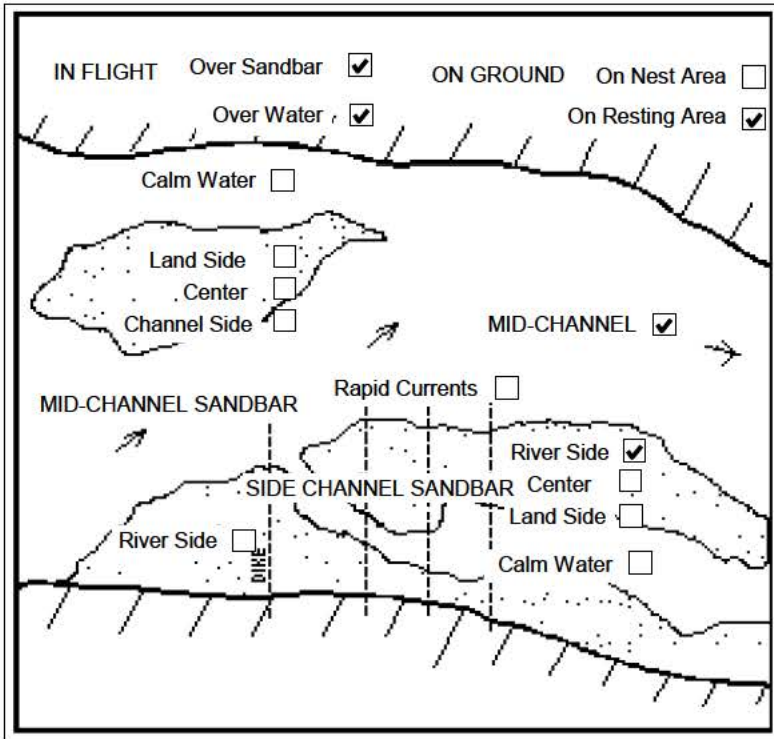 IN FLIGHT Over Sandbar ON GROUND On Nest Area
Over Water On Resting Area
Calm Water
Land Side
Center
Channel Side
MID-CHANNEL
Rapid Currents
MID-CHANNEL SANDBAR
River Side
SIDE CHANNEL SANDBAR Center
Land Side
River Side
DIKE
Calm Water